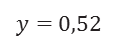 y = 0,52